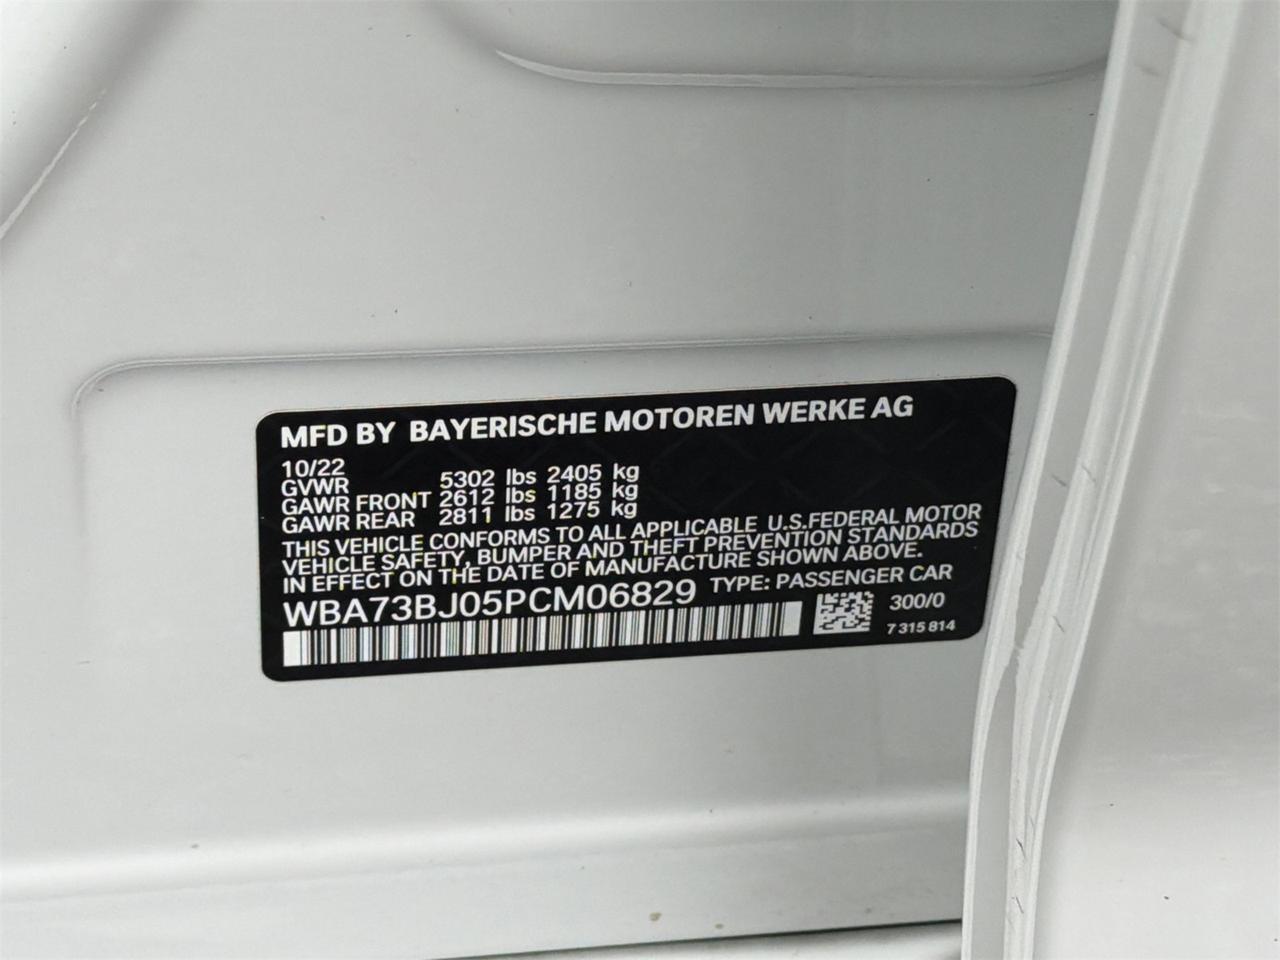 MFD BY BAYERISCHE MOTOREN WERKE AG
10/22
GVWR 5302 lbs 2405 kg
GAWR FRONT 2612 lbs 1185 kg
GAWR REAR 2811 lbs 1275 kg
THIS VEHICLE CONFORMS TO ALL APPLICABLE U.S.FEDERAL MOTOR
VEHICLE SAFETY, BUMPER AND THEFT PREVENTION STANDARDS
IN EFFECT ON THE DATE OF MANUFACTURE SHOWN ABOVE.
WBA73BJ05PCM06829 TYPE: PASSENGER CAR
300/0
7 315 814